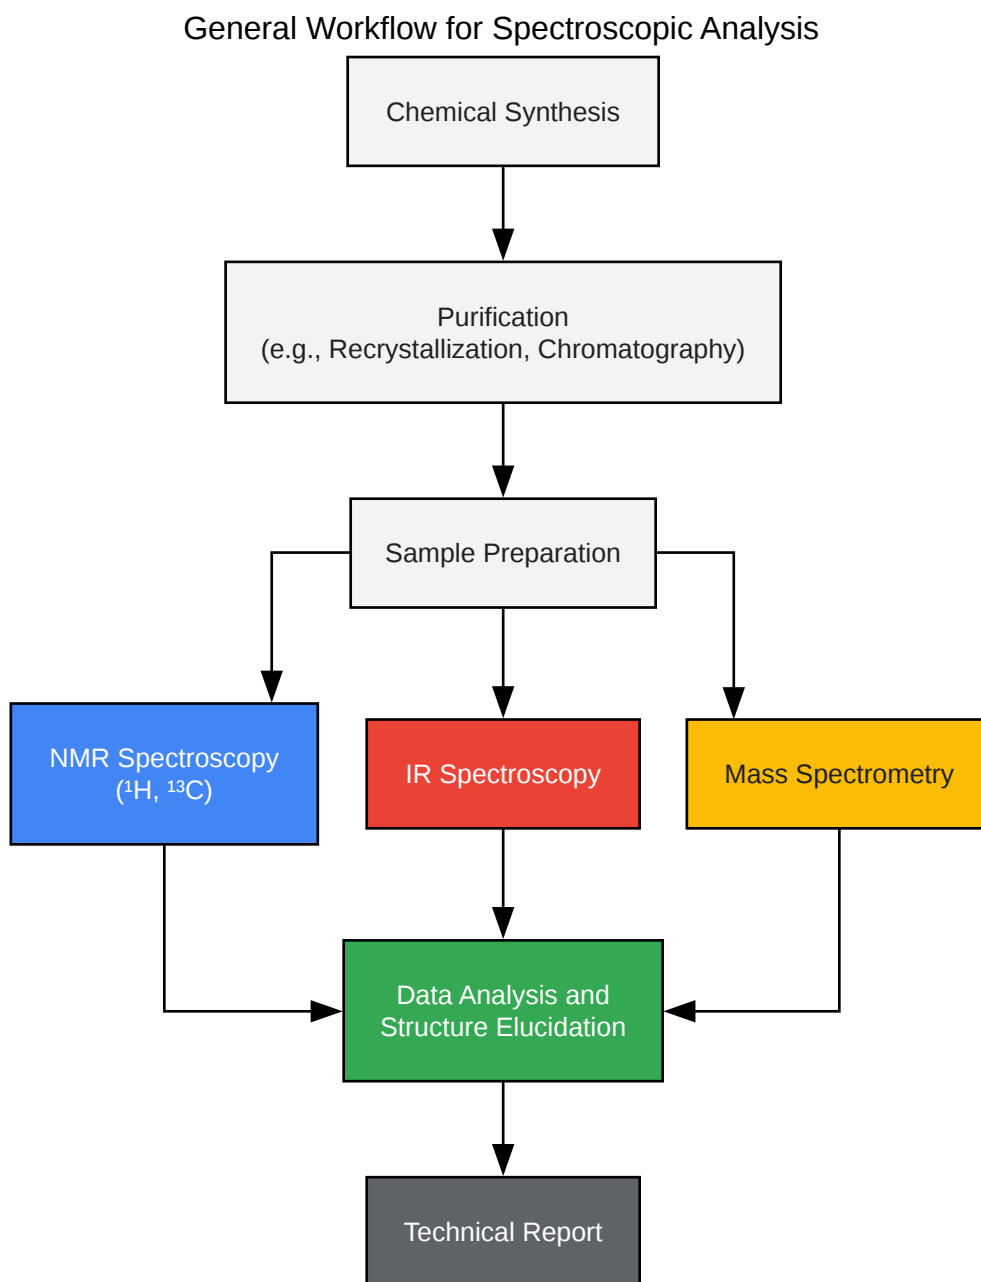 General Workflow for Spectroscopic Analysis
Chemical Synthesis
Purification
(e.g., Recrystallization, Chromatography)
Sample Preparation
NMR Spectroscopy
(¹H, ¹³C)
IR Spectroscopy
Mass Spectrometry
Data Analysis and
Structure Elucidation
Technical Report